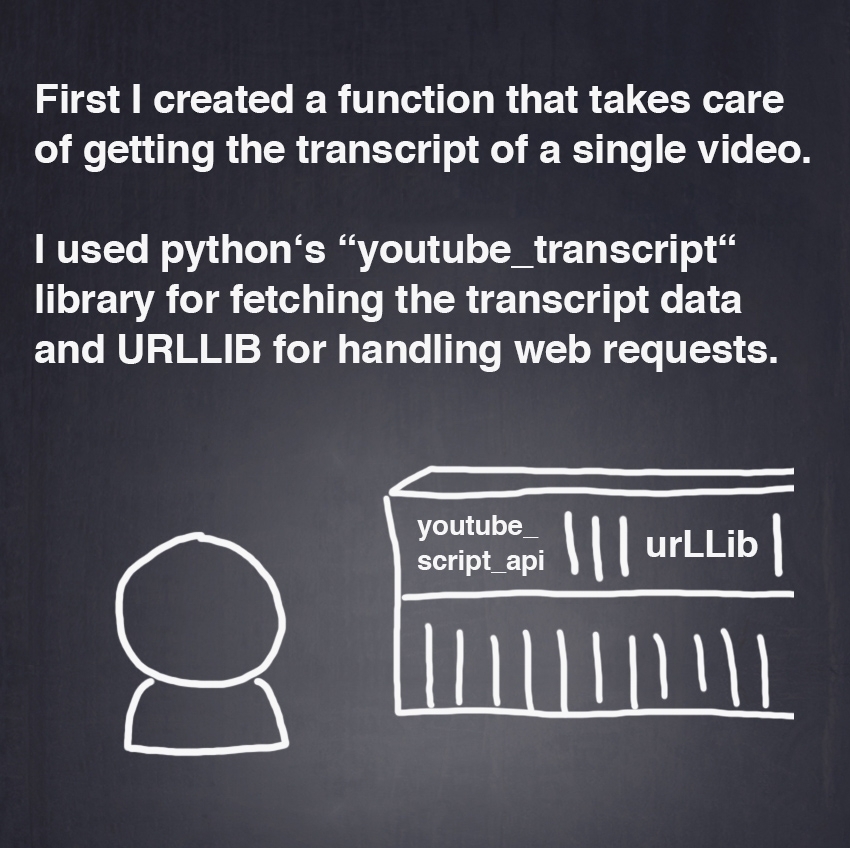 First I created a function that takes care
of getting the transcript of a single video.
I used python‘s “youtube_transcript“
library for fetching the transcript data
and URLLIB for handling web requests.
youtube_
script_api
urLLib